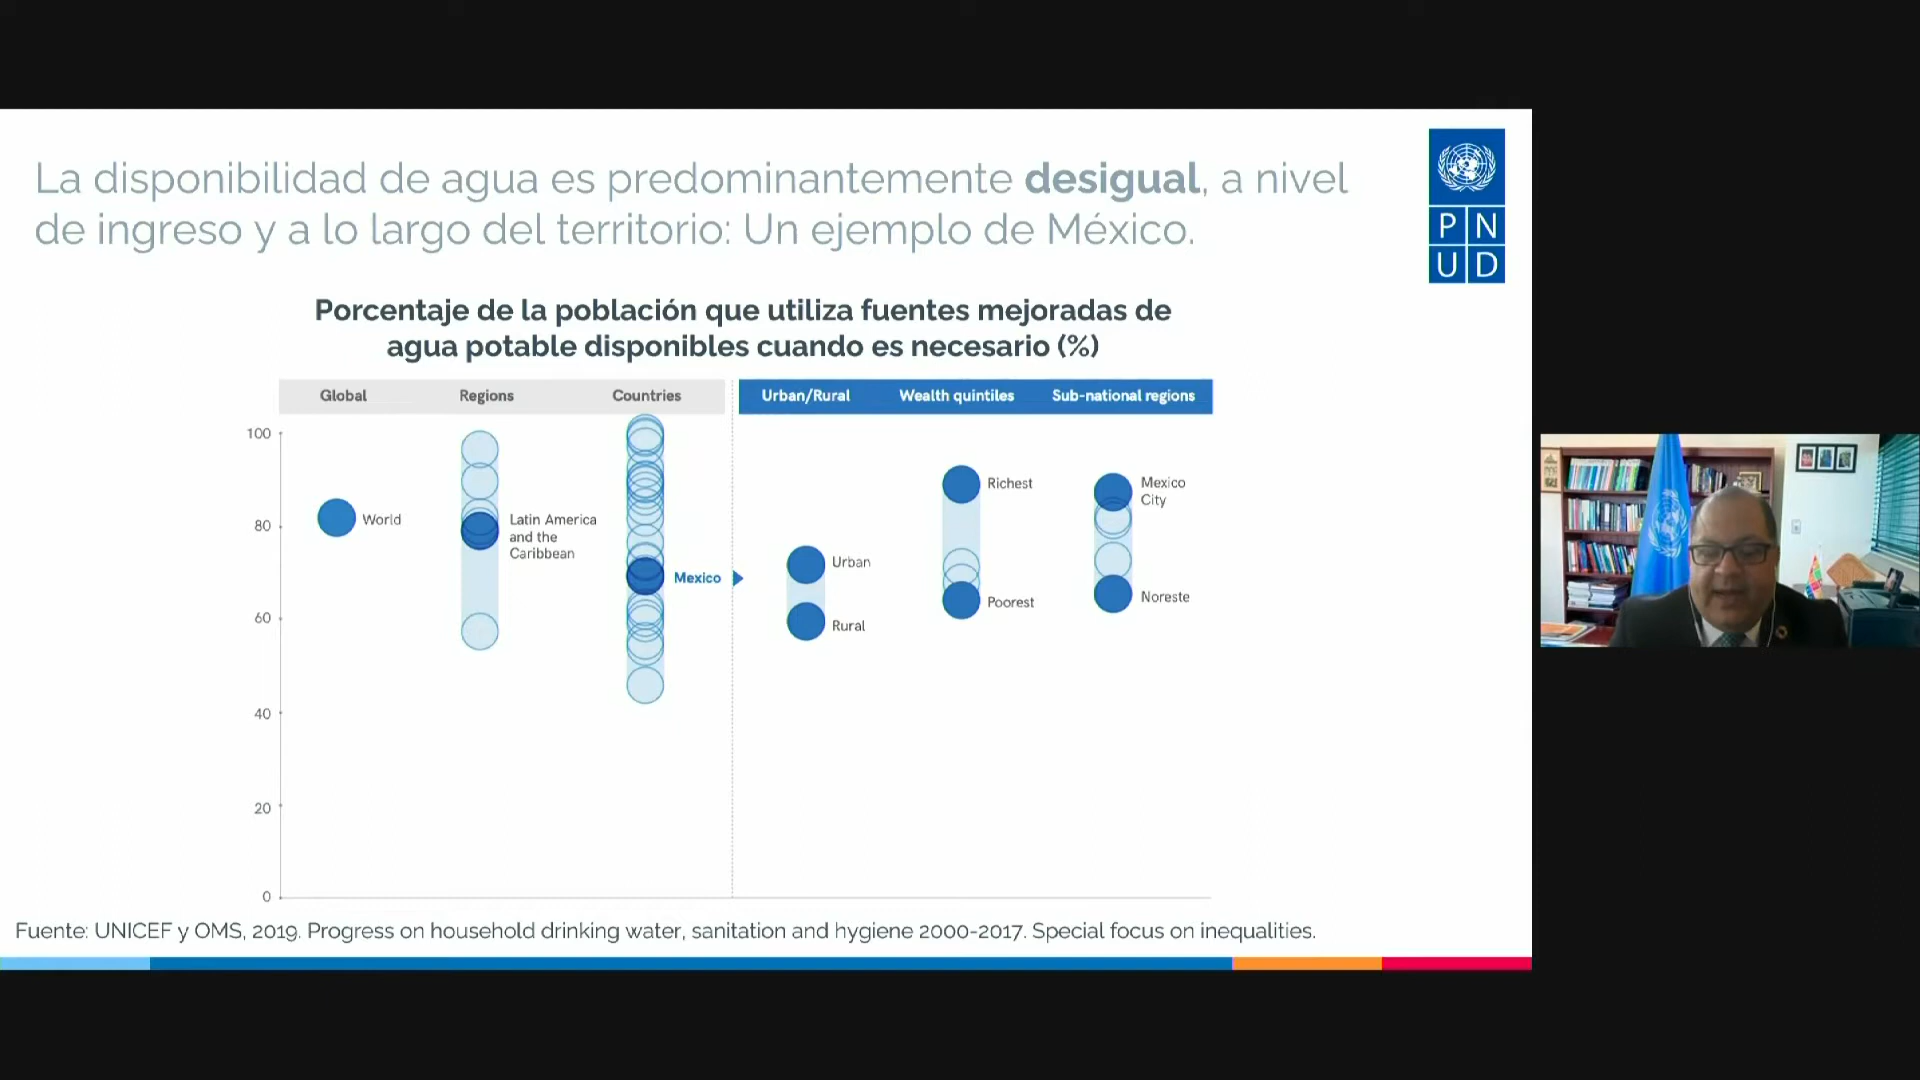 La disponibilidad de agua es predominantemente desigual, a nivel
de ingreso y a lo largo del territorio: Un ejemplo de México.
P N
U D
Porcentaje de la población que utiliza fuentes mejoradas de
agua potable disponibles cuando es necesario (%)
Global Regions Countries Urban/Rural Wealth quintiles Sub-national regions
100
80
60
40
20
0
World
Latin America
and the
Caribbean
Mexico
Urban
Rural
Richest
Poorest
Mexico
City
Noreste
Fuente: UNICEF y OMS, 2019. Progress on household drinking water, sanitation and hygiene 2000-2017. Special focus on inequalities.